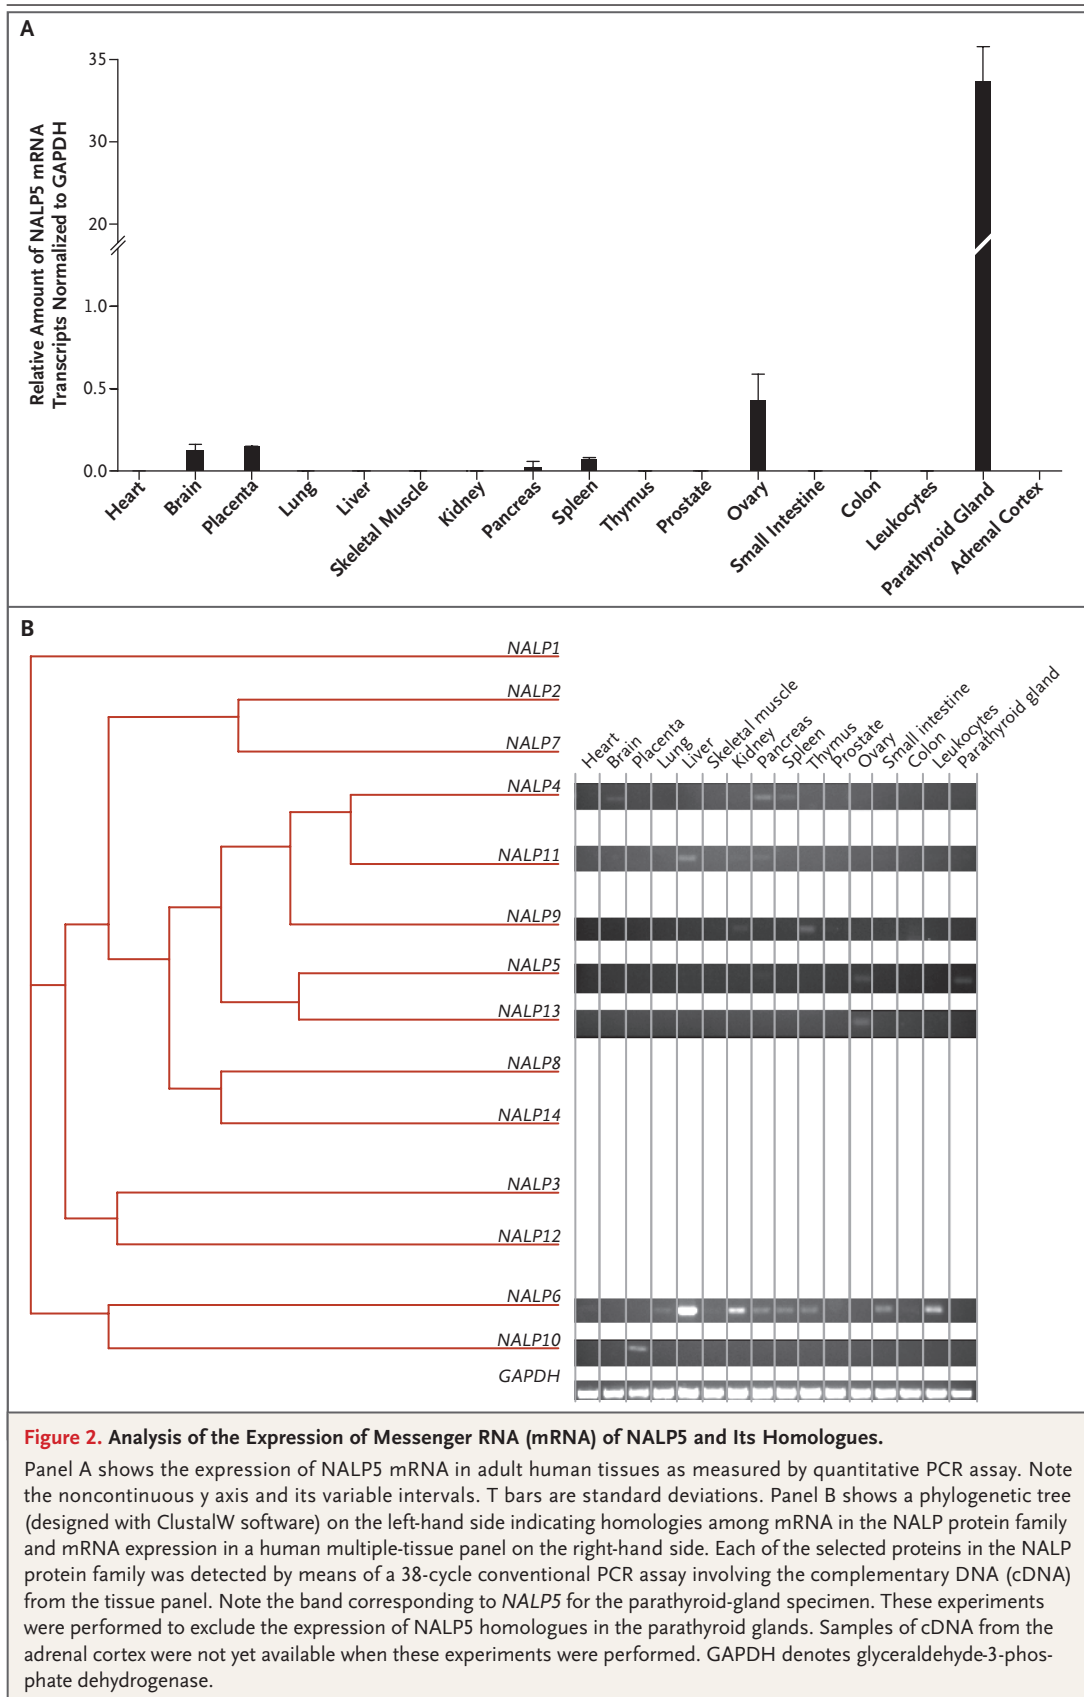 A
Relative Amount of NALP5 mRNA
Transcripts Normalized to GAPDH
35
30
20
1.0
0.5
0.0
Heart
Brain
Placenta
Lung
Liver
Skeletal Muscle
Kidney
Pancreas
Spleen
Thymus
Prostate
Ovary
Small Intestine
Colon
Leukocytes
Parathyroid Gland
Adrenal Cortex
B
NALP1
NALP2
NALP7
NALP4
NALP11
NALP9
NALP5
NALP13
NALP8
NALP14
NALP3
NALP12
NALP6
NALP10
GAPDH
Heart
Brain
Placenta
Lung
Liver
Skeletal muscle
Kidney
Pancreas
Spleen
Thymus
Prostate
Ovary
Small intestine
Colon
Leukocytes
Parathyroid gland
Figure 2. Analysis of the Expression of Messenger RNA (mRNA) of NALP5 and Its Homologues.
Panel A shows the expression of NALP5 mRNA in adult human tissues as measured by quantitative PCR assay. Note
the noncontinuous y axis and its variable intervals. T bars are standard deviations. Panel B shows a phylogenetic tree
(designed with ClustalW software) on the left-hand side indicating homologies among mRNA in the NALP protein family
and mRNA expression in a human multiple-tissue panel on the right-hand side. Each of the selected proteins in the NALP
protein family was detected by means of a 38-cycle conventional PCR assay involving the complementary DNA (cDNA)
from the tissue panel. Note the band corresponding to NALP5 for the parathyroid-gland specimen. These experiments
were performed to exclude the expression of NALP5 homologues in the parathyroid glands. Samples of cDNA from the
adrenal cortex were not yet available when these experiments were performed. GAPDH denotes glyceraldehyde-3-phos-
phate dehydrogenase.